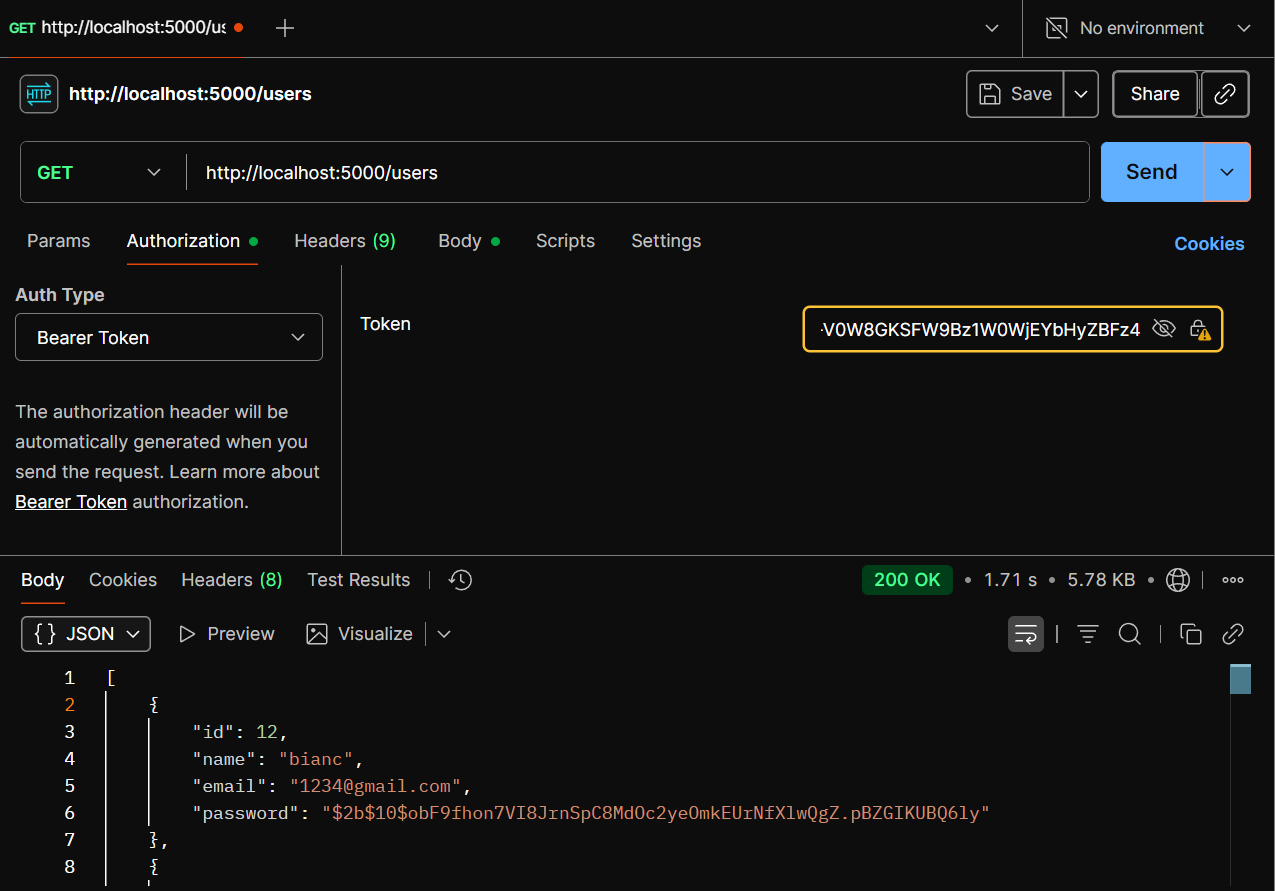 GET http://localhost:5000/us
No environment
HTTP http://localhost:5000/users
Save
Share
GET http://localhost:5000/users
Send
Params Authorization Headers (9) Body Scripts Settings
Cookies
Auth Type
Bearer Token
Token
V0W8GKSFW9Bz1W0WjEYbHyZBFz4
The authorization header will be
automatically generated when you
send the request. Learn more about
Bearer Token authorization.
Body Cookies Headers (8) Test Results
200 OK • 1.71 s • 5.78 KB •
{} JSON Preview Visualize
1 [
2 {
3 "id": 12,
4 "name": "bianc",
5 "email": "1234@gmail.com",
6 "password": "$2b$10$obF9fhon7VI8JrnSpC8MdOc2yeOmkEUrNfXlwQgZ.pBZGIKUBQ6ly"
7 },
8 {